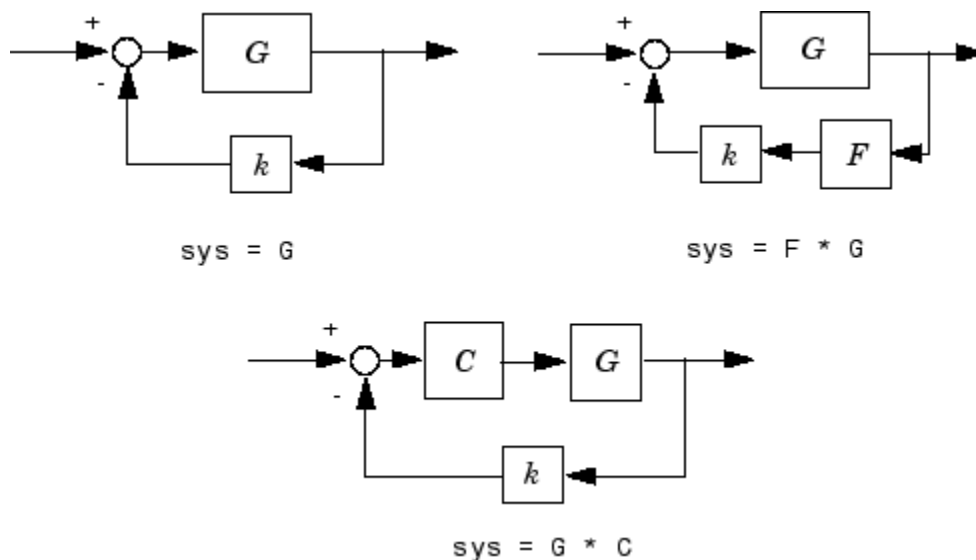 +
G
-
k
sys = G
+
G
-
k
F
sys = F * G
+
C
G
-
k
sys = G * C